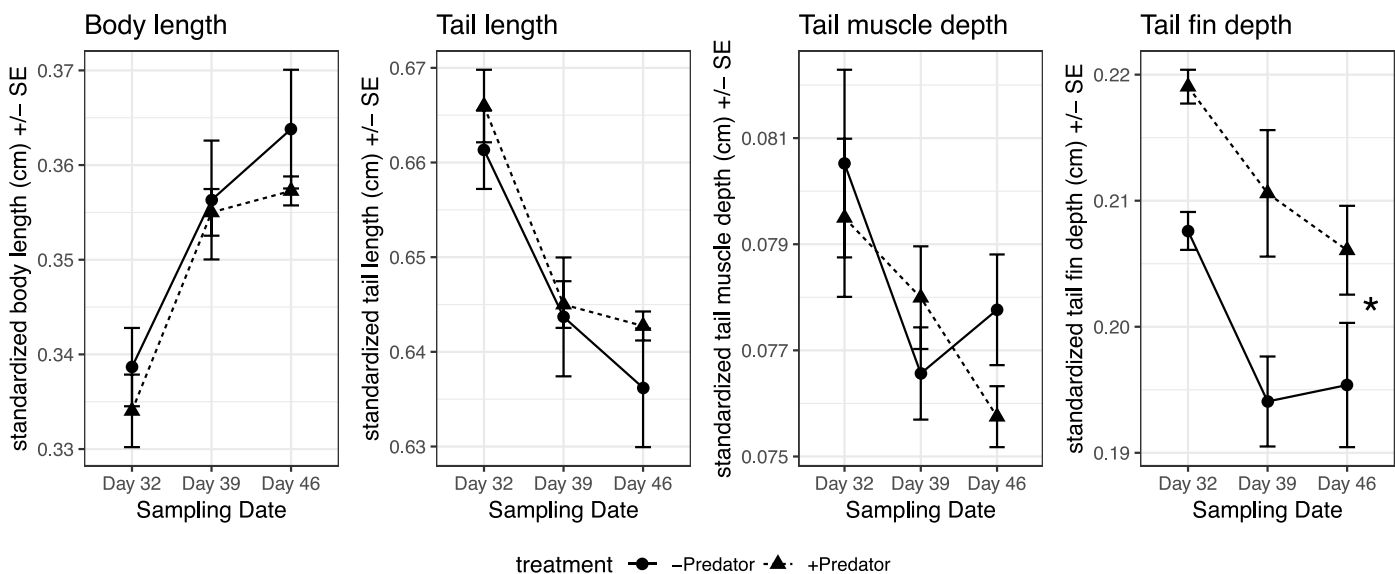 Body length
standardized body length (cm) +/− SE
0.37
0.36
0.35
0.34
0.33
Day 32 Day 39 Day 46
Sampling Date
Tail length
standardized tail length (cm) +/− SE
0.67
0.66
0.65
0.64
0.63
Day 32 Day 39 Day 46
Sampling Date
Tail muscle depth
standardized tail muscle depth (cm) +/− SE
0.081
0.079
0.077
0.075
Day 32 Day 39 Day 46
Sampling Date
Tail fin depth
standardized tail fin depth (cm) +/− SE
0.22
0.21
0.20
0.19
*
Day 32 Day 39 Day 46
Sampling Date
treatment −Predator +Predator